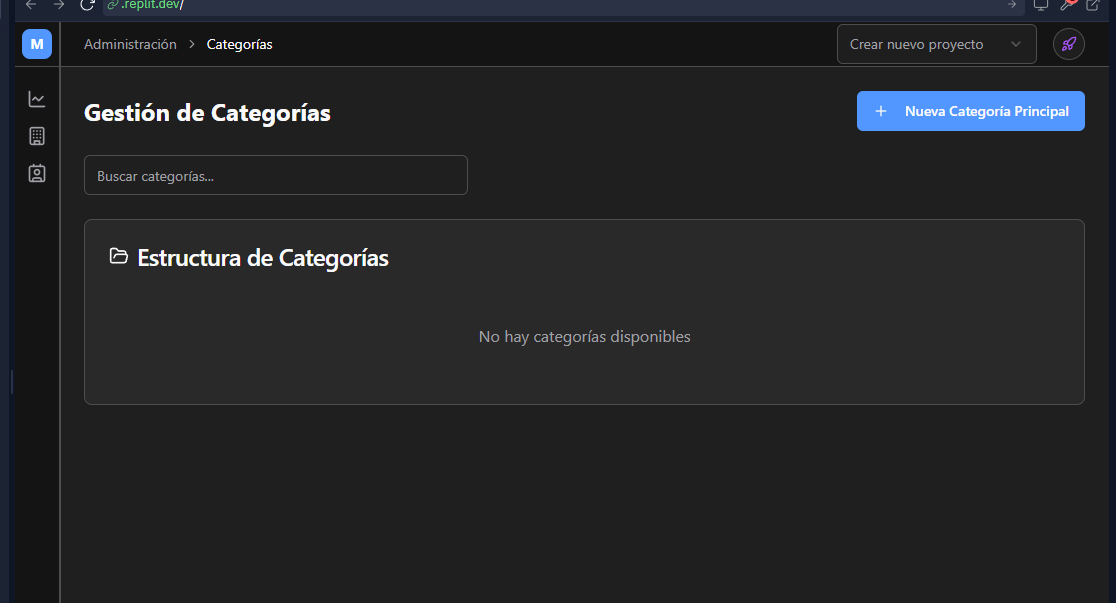 .replit.dev/
M
Administración > Categorías
Crear nuevo proyecto
Gestión de Categorías
+ Nueva Categoría Principal
Buscar categorías...
Estructura de Categorías
No hay categorías disponibles